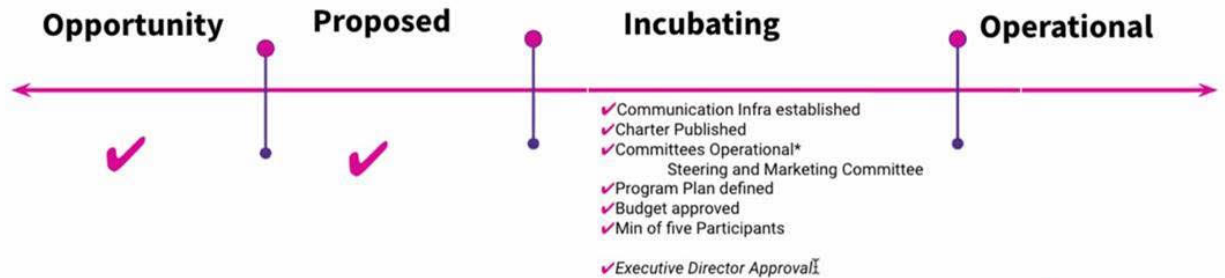 Opportunity
Proposed
Incubating
Operational
✔Communication Infra established
✔Charter Published
✔Committees Operational*
Steering and Marketing Committee
✔Program Plan defined
✔Budget approved
✔Min of five Participants
✔Executive Director Approval